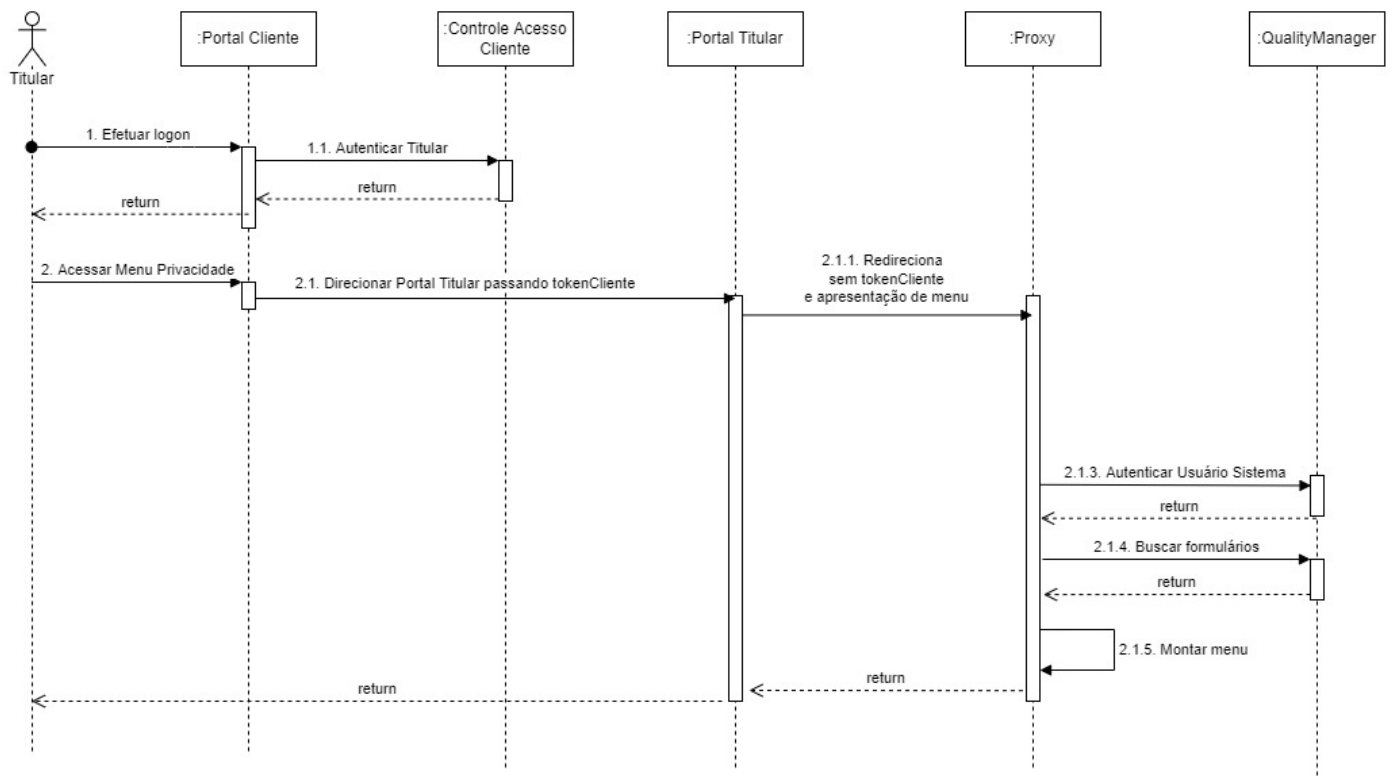 :Portal Cliente
:Controle Acesso
Cliente
:Portal Titular
:Proxy
:QualityManager
Titular
1. Efetuar logon
1.1. Autenticar Titular
return
return
2. Acessar Menu Privacidade
2.1. Direcionar Portal Titular passando tokenCliente
2.1.1. Redireciona
sem tokenCliente
e apresentação de menu
2.1.3. Autenticar Usuário Sistema
return
2.1.4. Buscar formulários
return
2.1.5. Montar menu
return
return